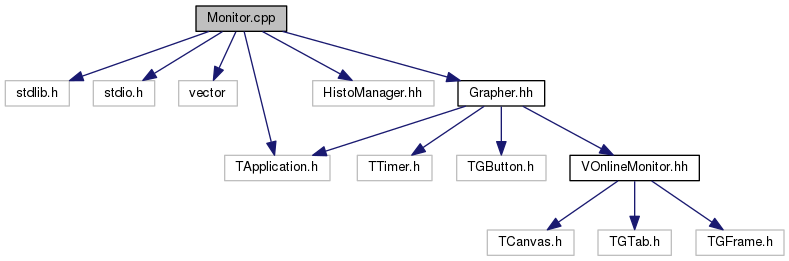 Monitor.cpp
stdlib.h
stdio.h
vector
HistoManager.hh
Grapher.hh
TApplication.h
TTimer.h
TGButton.h
VOnlineMonitor.hh
TCanvas.h
TGTab.h
TGFrame.h